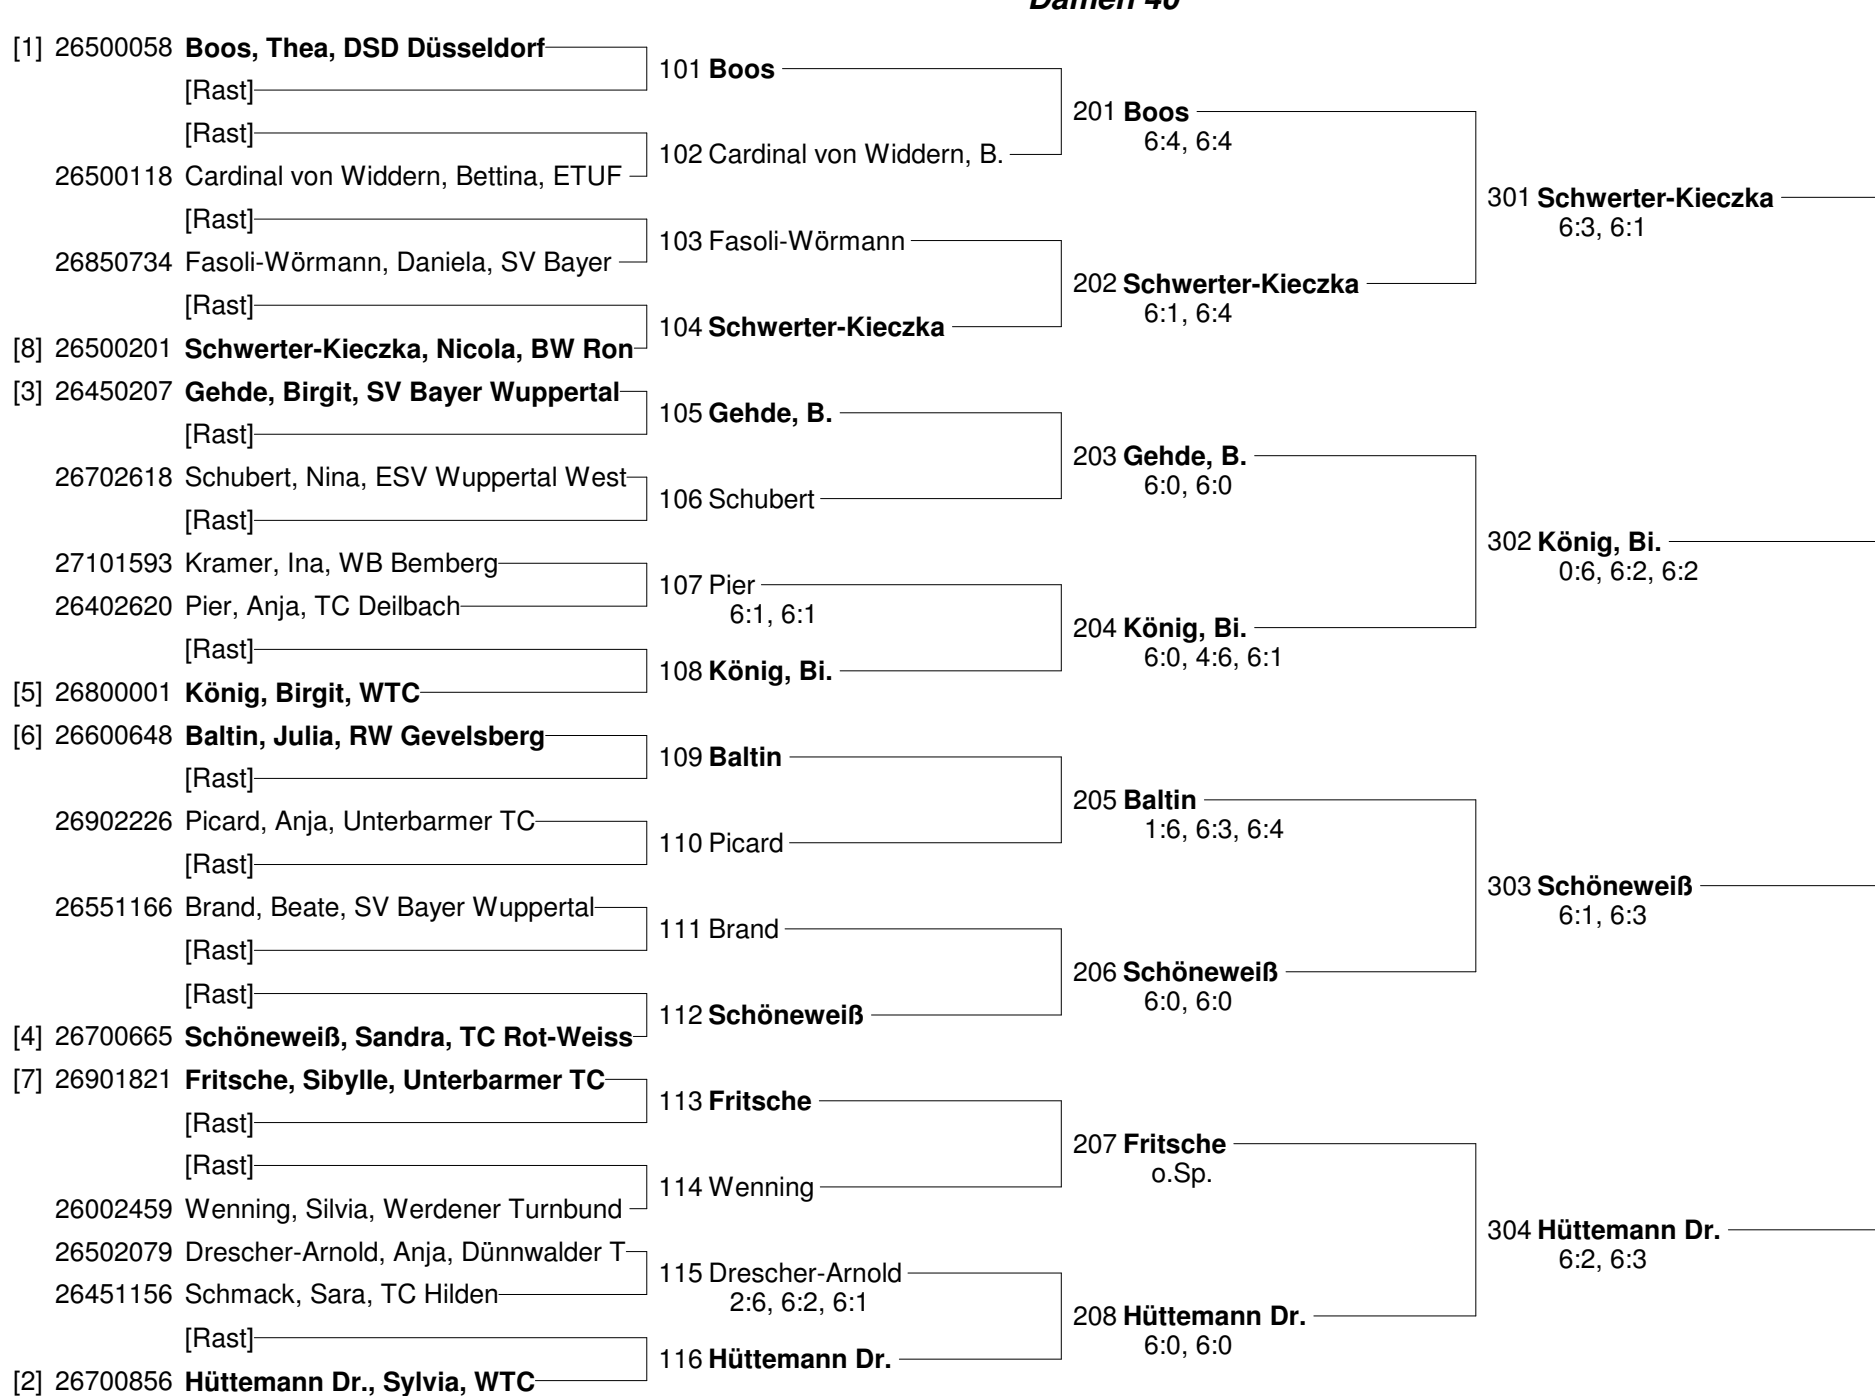 Damen 40
[1] 26500058 Boos, Thea, DSD Düsseldorf
[Rast]
[Rast]
26500118 Cardinal von Widdern, Bettina, ETUF
[Rast]
26850734 Fasoli-Wörmann, Daniela, SV Bayer
[Rast]
[8] 26500201 Schwerter-Kieczka, Nicola, BW Ron
[3] 26450207 Gehde, Birgit, SV Bayer Wuppertal
[Rast]
26702618 Schubert, Nina, ESV Wuppertal West
[Rast]
27101593 Kramer, Ina, WB Bemberg
26402620 Pier, Anja, TC Deilbach
[Rast]
[5] 26800001 König, Birgit, WTC
[6] 26600648 Baltin, Julia, RW Gevelsberg
[Rast]
26902226 Picard, Anja, Unterbarmer TC
[Rast]
26551166 Brand, Beate, SV Bayer Wuppertal
[Rast]
[Rast]
[4] 26700665 Schöneweiß, Sandra, TC Rot-Weiss
[7] 26901821 Fritsche, Sibylle, Unterbarmer TC
[Rast]
[Rast]
26002459 Wenning, Silvia, Werdener Turnbund
26502079 Drescher-Arnold, Anja, Dünnwalder T
26451156 Schmack, Sara, TC Hilden
[Rast]
[2] 26700856 Hüttemann Dr., Sylvia, WTC
101 Boos
102 Cardinal von Widdern, B.
103 Fasoli-Wörmann
104 Schwerter-Kieczka
105 Gehde, B.
106 Schubert
107 Pier
6:1, 6:1
108 König, Bi.
109 Baltin
110 Picard
111 Brand
112 Schöneweiß
113 Fritsche
114 Wenning
115 Drescher-Arnold
2:6, 6:2, 6:1
116 Hüttemann Dr.
201 Boos
6:4, 6:4
202 Schwerter-Kieczka
6:1, 6:4
203 Gehde, B.
6:0, 6:0
204 König, Bi.
6:0, 4:6, 6:1
205 Baltin
1:6, 6:3, 6:4
206 Schöneweiß
6:0, 6:0
207 Fritsche
o.Sp.
208 Hüttemann Dr.
6:0, 6:0
301 Schwerter-Kieczka
6:3, 6:1
302 König, Bi.
0:6, 6:2, 6:2
303 Schöneweiß
6:1, 6:3
304 Hüttemann Dr.
6:2, 6:3